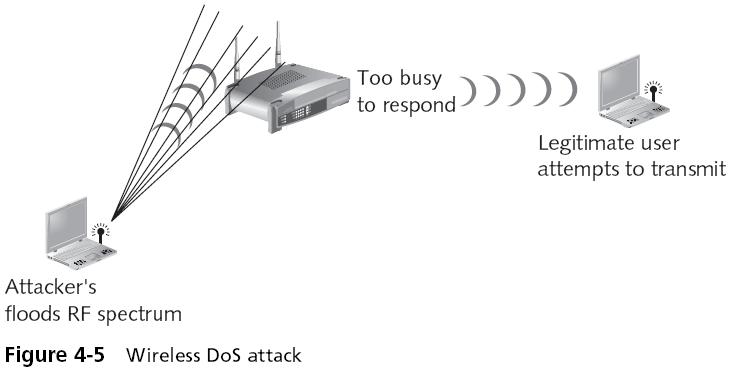 Too busy
to respond
Legitimate user
attempts to transmit
Attacker's
floods RF spectrum
Figure 4-5 Wireless DoS attack